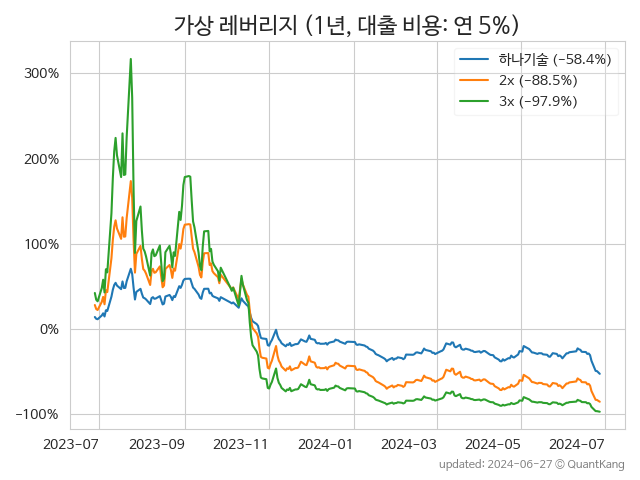 가상 레버리지 (1년, 대출 비용: 연 5%)
하나기술 (−58.4%)
2x (−88.5%)
3x (−97.9%)
300%
200%
100%
0%
−100%
2023-07 2023-09 2023-11 2024-01 2024-03 2024-05 2024-07
updated: 2024-06-27 © QuantKang